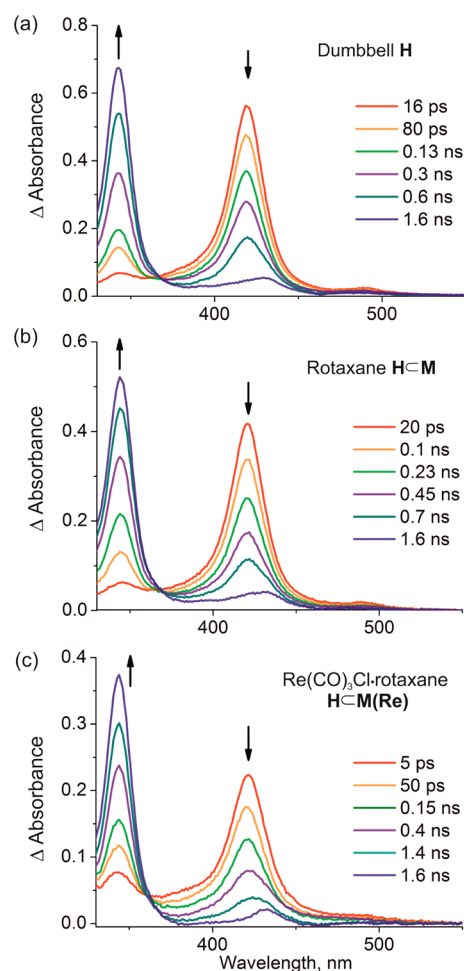 (a)
Dumbbell H
Δ Absorbance
0.8
0.6
0.4
0.2
0.0
16 ps
80 ps
0.13 ns
0.3 ns
0.6 ns
1.6 ns
400
500
(b)
Rotaxane H⊂M
Δ Absorbance
0.6
0.4
0.2
0.0
20 ps
0.1 ns
0.23 ns
0.45 ns
0.7 ns
1.6 ns
400
500
(c)
Re(CO)₃Cl·rotaxane
H⊂M(Re)
Δ Absorbance
0.4
0.3
0.2
0.1
0.0
5 ps
50 ps
0.15 ns
0.4 ns
1.4 ns
1.6 ns
400
500
Wavelength, nm